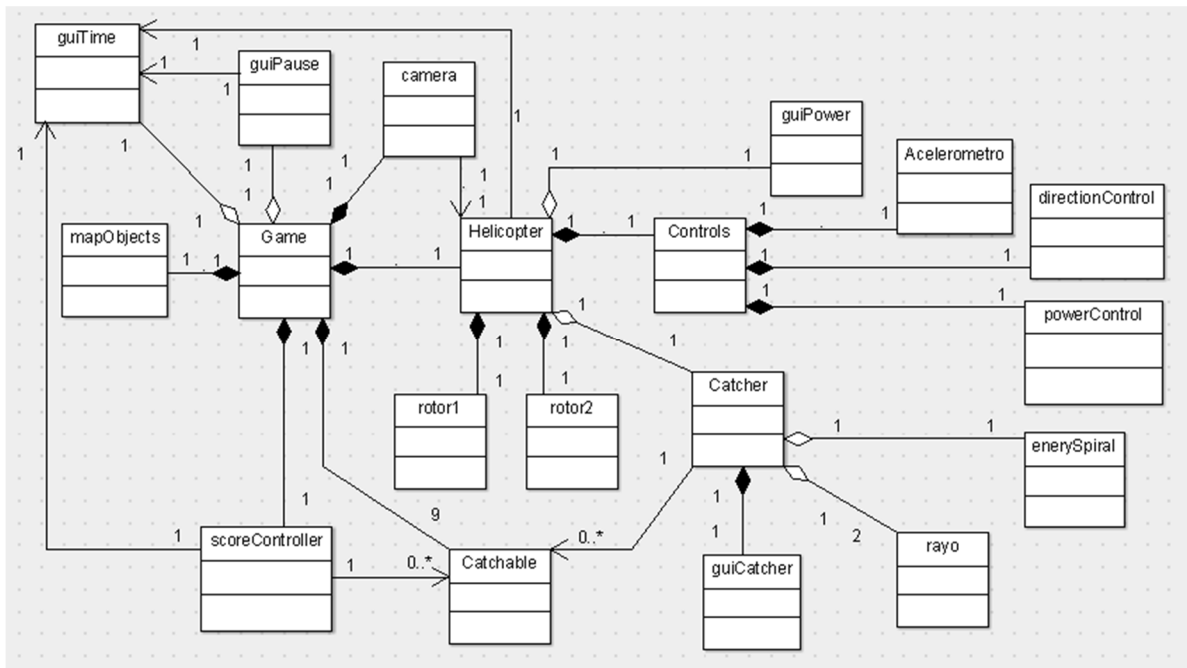 guiTime
1
1
guiPause
1
camera
1
guiPower
Acelerometro
directionControl
1
1
1
1
1
1
1
1
1
1
mapObjects
1
1
1
Game
1
1
Helicopter
1
1
Controls
1
1
1
1
1
1
powerControl
1
1
1
1
1
1
1
1
rotor1
rotor2
Catcher
1
1
enerySpiral
1
1
9
1
1
1
2
scoreController
1
0..*
0..*
Catchable
1
guiCatcher
rayo